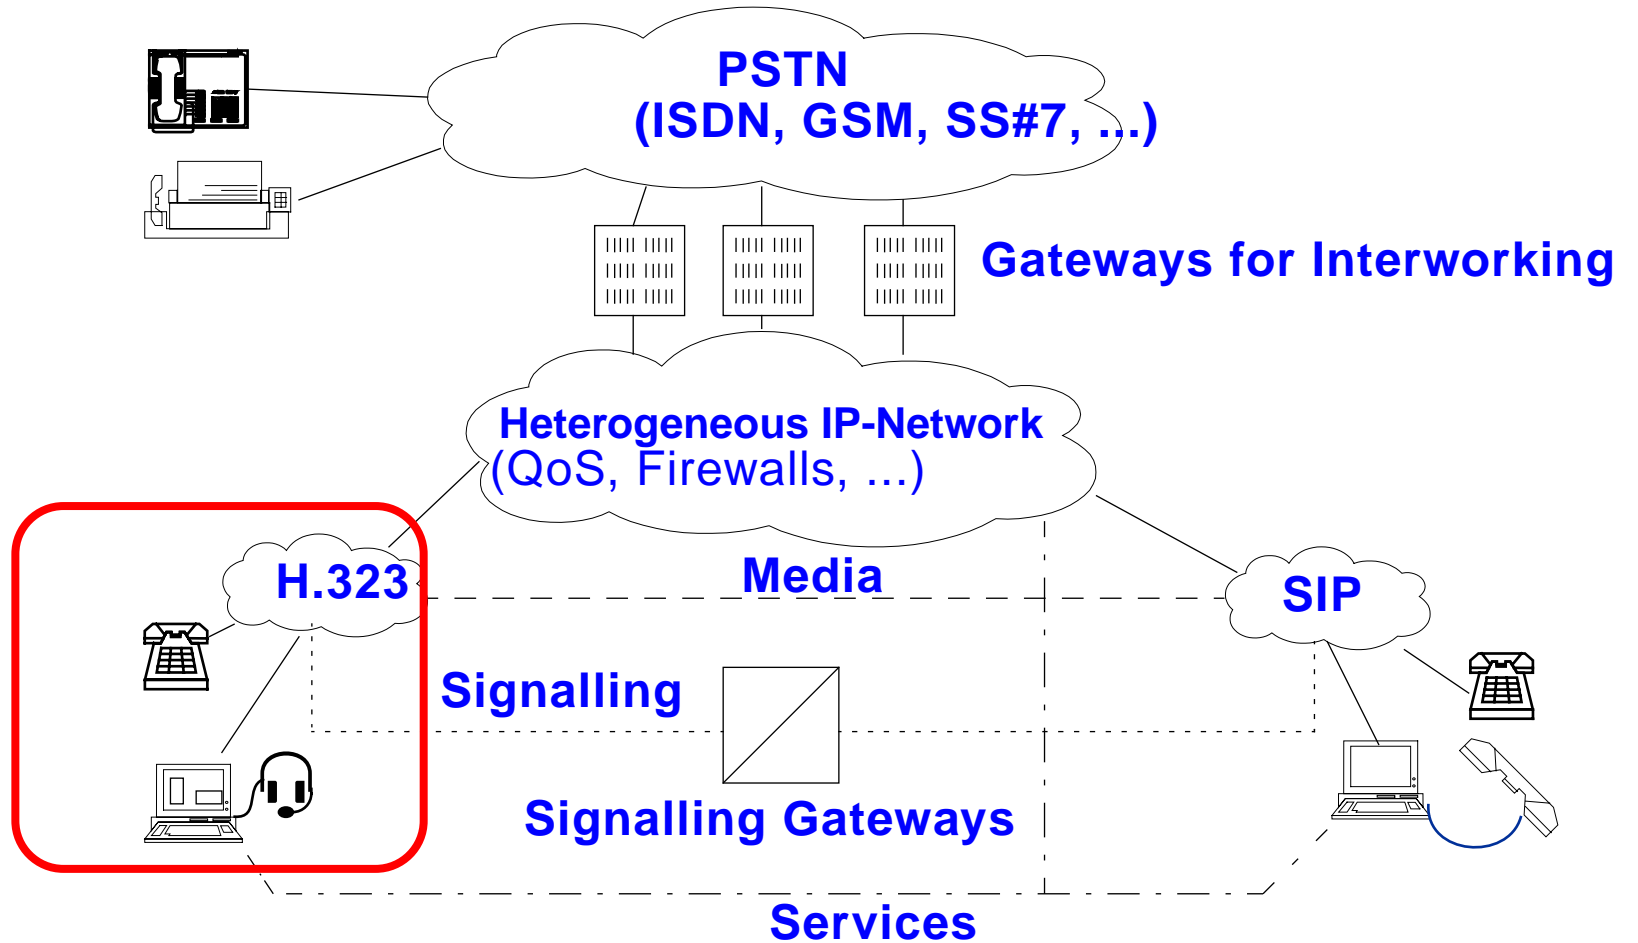 PSTN
(ISDN, GSM, SS#7, ...)
Gateways for Interworking
Heterogeneous IP-Network
(QoS, Firewalls, ...)
H.323
Media
SIP
Signalling
Signalling Gateways
Services